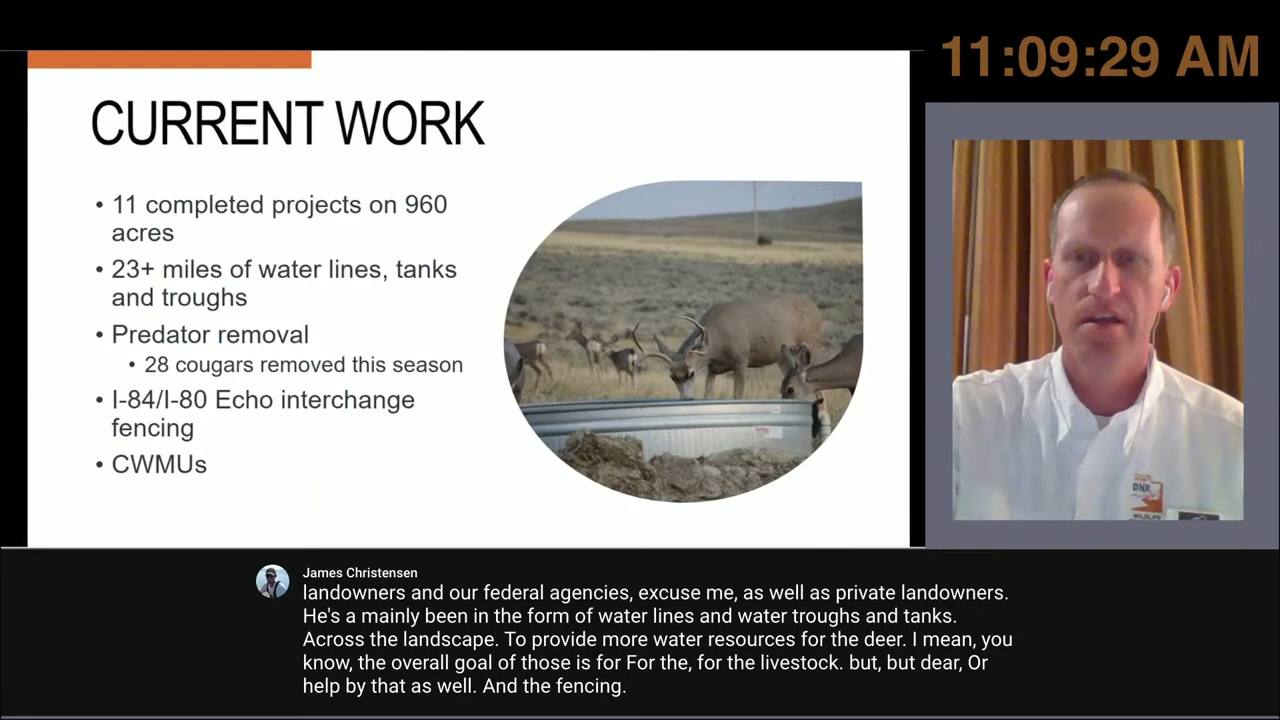 11:09:29 AM
CURRENT WORK
• 11 completed projects on 960
acres
• 23+ miles of water lines, tanks
and troughs
• Predator removal
• 28 cougars removed this season
• I-84/I-80 Echo interchange
fencing
• CWMUs
DNR
WILDLIFE
James Christensen
landowners and our federal agencies, excuse me, as well as private landowners.
He's a mainly been in the form of water lines and water troughs and tanks.
Across the landscape. To provide more water resources for the deer. I mean, you
know, the overall goal of those is for For the, for the livestock. but, but dear, Or
help by that as well. And the fencing.